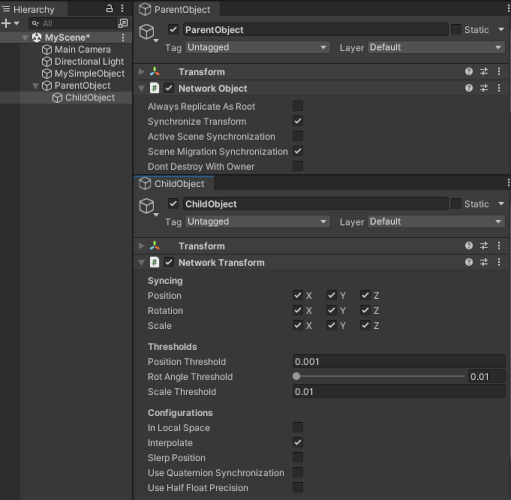 Hierarchy
All
MyScene*
Main Camera
Directional Light
MySimpleObject
ParentObject
ChildObject
ParentObject
ParentObject Static
Tag Untagged Layer Default
Transform
# Network Object
Always Replicate As Root
Synchronize Transform
Active Scene Synchronization
Scene Migration Synchronization
Dont Destroy With Owner
ChildObject
ChildObject Static
Tag Untagged Layer Default
Transform
# Network Transform
Syncing
Position X Y Z
Rotation X Y Z
Scale X Y Z
Thresholds
Position Threshold 0.001
Rot Angle Threshold 0.01
Scale Threshold 0.01
Configurations
In Local Space
Interpolate
Slerp Position
Use Quaternion Synchronization
Use Half Float Precision